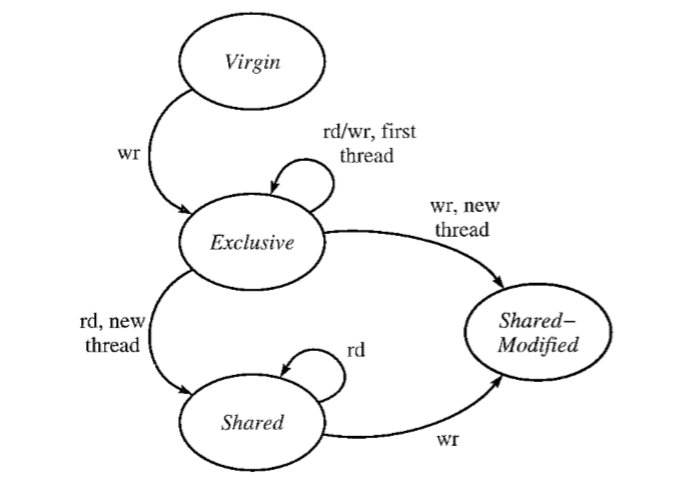 Virgin
wr
rd/wr, first
thread
Exclusive
wr, new
thread
rd, new
thread
Shared–
Modified
rd
Shared
wr